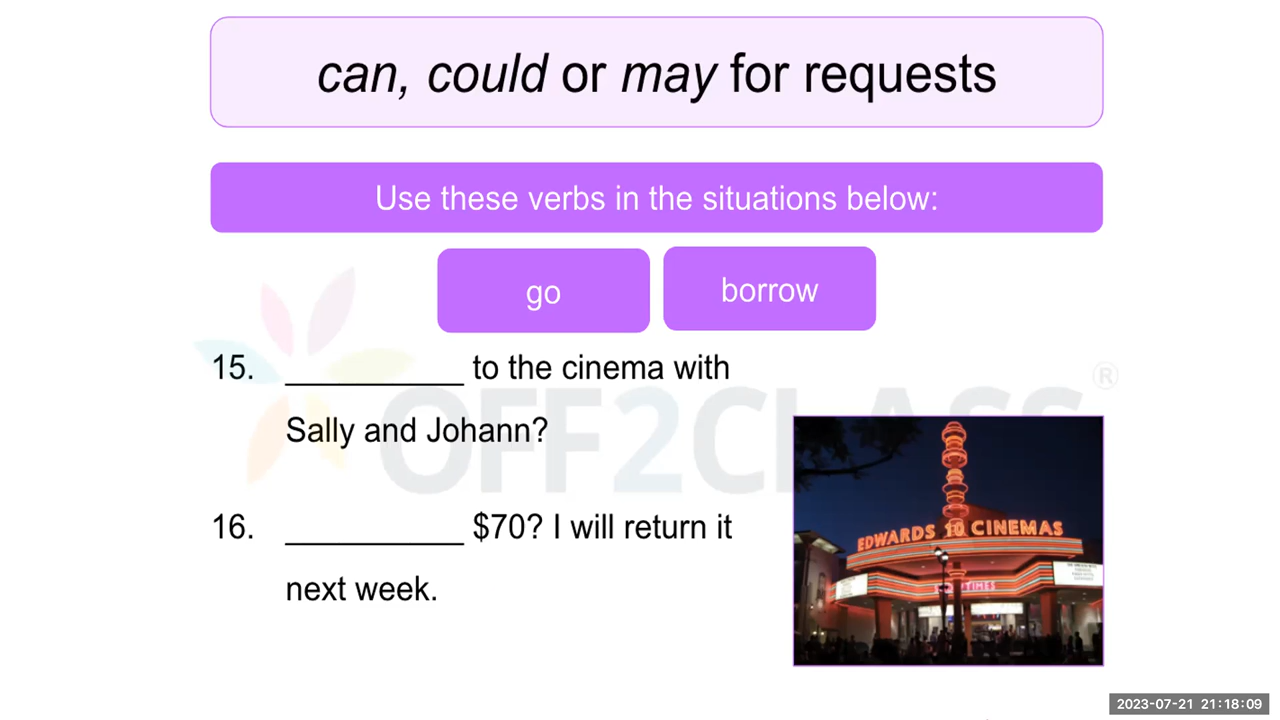 can, could or may for requests
Use these verbs in the situations below:
go
borrow
15. __________ to the cinema with
Sally and Johann?
16. __________ $70? I will return it
next week.
OFF2CLASS®
EDWARDS 10 CINEMAS
2023-07-21 21:18:09